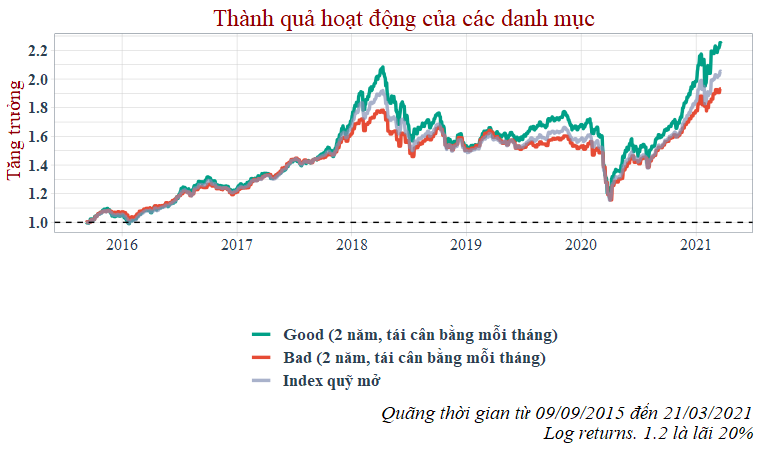 Thành quả hoạt động của các danh mục
Tăng trưởng
2.2
2.0
1.8
1.6
1.4
1.2
1.0
2016 2017 2018 2019 2020 2021
Good (2 năm, tái cân bằng mỗi tháng)
Bad (2 năm, tái cân bằng mỗi tháng)
Index quỹ mở
Quãng thời gian từ 09/09/2015 đến 21/03/2021
Log returns. 1.2 là lãi 20%